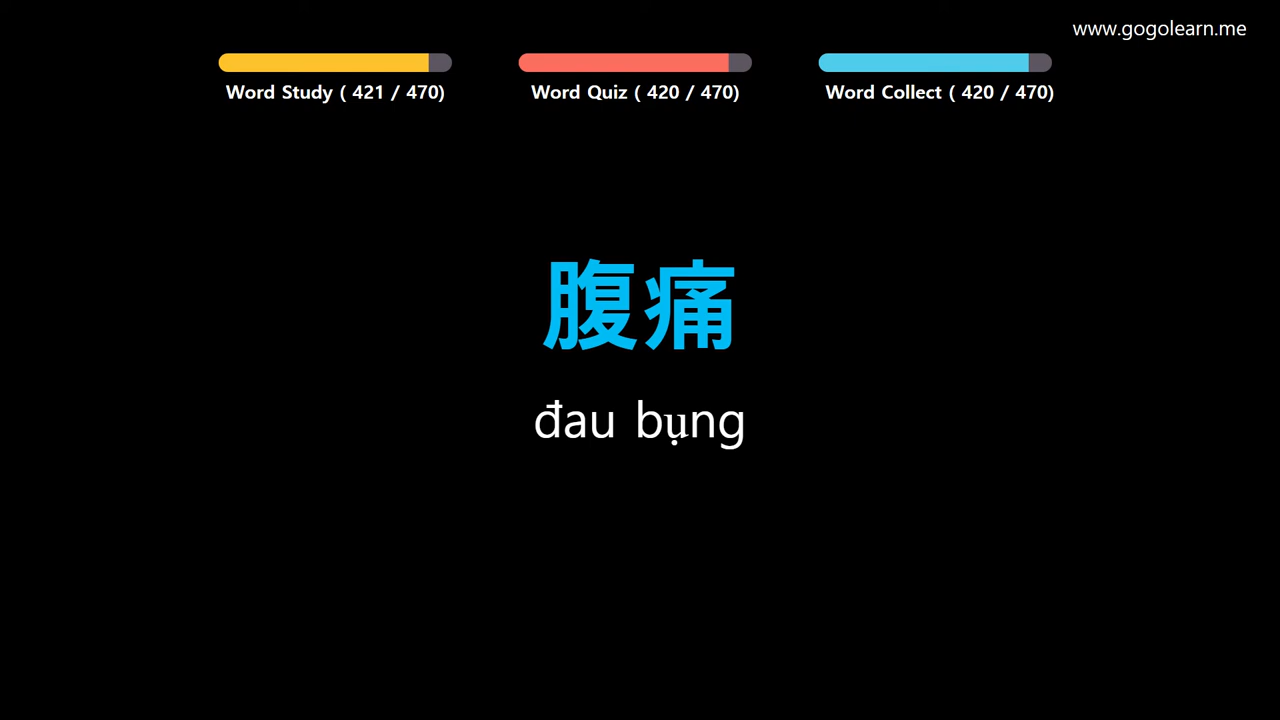 www.gogolearn.me
Word Study ( 421 / 470)
Word Quiz ( 420 / 470)
Word Collect ( 420 / 470)
腹痛
đau bụng